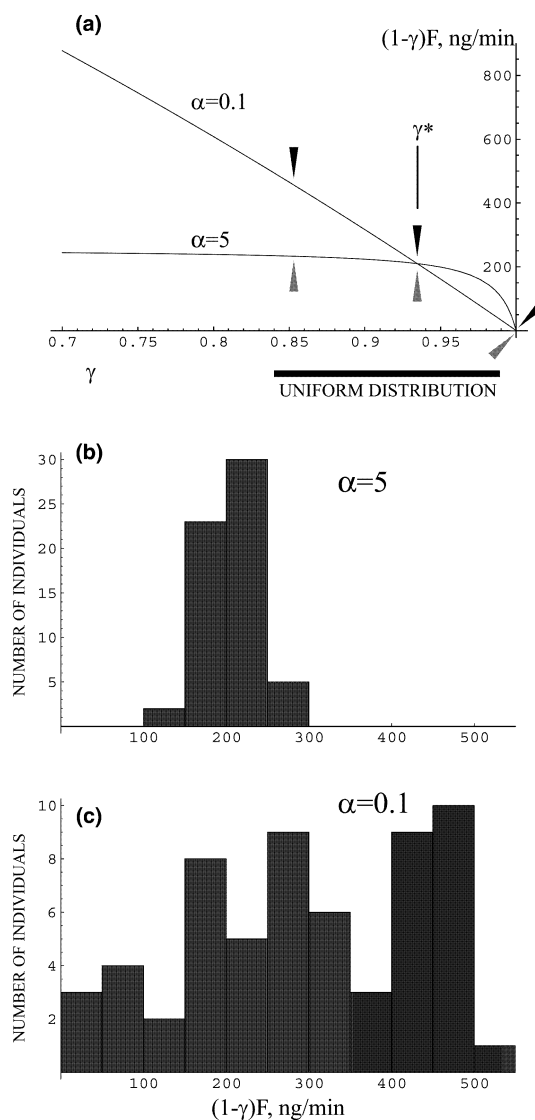 (a)
(1-γ)F, ng/min
800
α=0.1
γ*
600
400
α=5
200
0.7 0.75 0.8 0.85 0.9 0.95
γ
UNIFORM DISTRIBUTION
(b)
α=5
NUMBER OF INDIVIDUALS
30
25
20
15
10
5
100 200 300 400 500
(c)
α=0.1
NUMBER OF INDIVIDUALS
10
8
6
4
2
100 200 300 400 500
(1-γ)F, ng/min